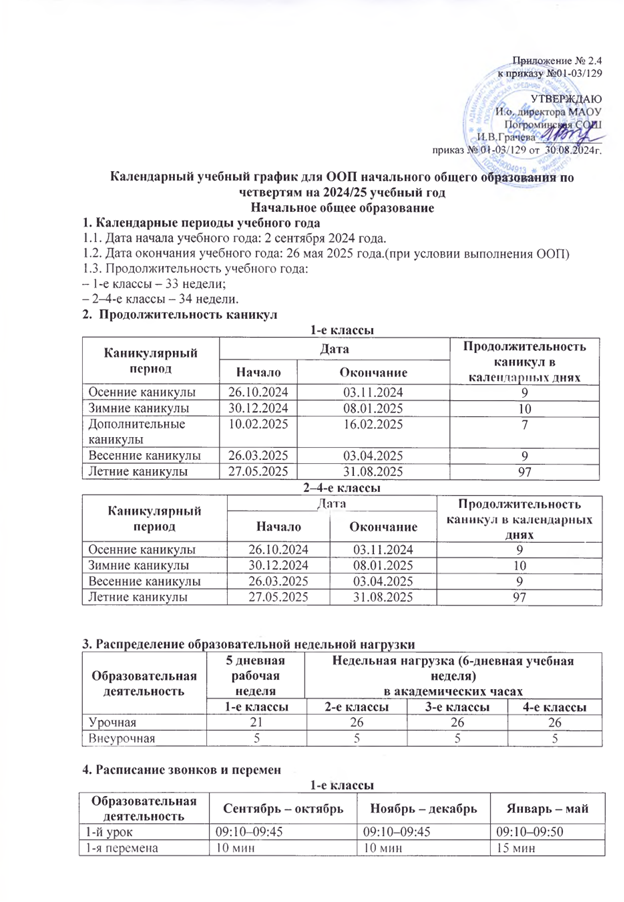 Приложение № 2.4
к приказу №01-03/129
УТВЕРЖДАЮ
И.о. директора МАОУ
Погроминская СОШ
И.В.Грачева
приказ № 01-03/129 от 30.08.2024г.
Календарный учебный график для ООП начального общего образования по
четвертям на 2024/25 учебный год
Начальное общее образование
1. Календарные периоды учебного года
1.1. Дата начала учебного года: 2 сентября 2024 года.
1.2. Дата окончания учебного года: 26 мая 2025 года.(при условии выполнения ООП)
1.3. Продолжительность учебного года:
– 1-е классы – 33 недели;
– 2–4-е классы – 34 недели.
2. Продолжительность каникул
1-е классы
Каникулярный период Дата Продолжительность каникул в календарных днях
Начало Окончание
Осенние каникулы 26.10.2024 03.11.2024 9
Зимние каникулы 30.12.2024 08.01.2025 10
Дополнительные каникулы 10.02.2025 16.02.2025 7
Весенние каникулы 26.03.2025 03.04.2025 9
Летние каникулы 27.05.2025 31.08.2025 97
2–4-е классы
Каникулярный период Дата Продолжительность каникул в календарных днях
Начало Окончание
Осенние каникулы 26.10.2024 03.11.2024 9
Зимние каникулы 30.12.2024 08.01.2025 10
Весенние каникулы 26.03.2025 03.04.2025 9
Летние каникулы 27.05.2025 31.08.2025 97
3. Распределение образовательной недельной нагрузки
Образовательная деятельность 5 дневная рабочая неделя Недельная нагрузка (6-дневная учебная неделя) в академических часах
1-е классы 2-е классы 3-е классы 4-е классы
Урочная 21 26 26 26
Внеурочная 5 5 5 5
4. Расписание звонков и перемен
1-е классы
Образовательная деятельность Сентябрь – октябрь Ноябрь – декабрь Январь – май
1-й урок 09:10–09:45 09:10–09:45 09:10–09:50
1-я перемена 10 мин 10 мин 15 мин